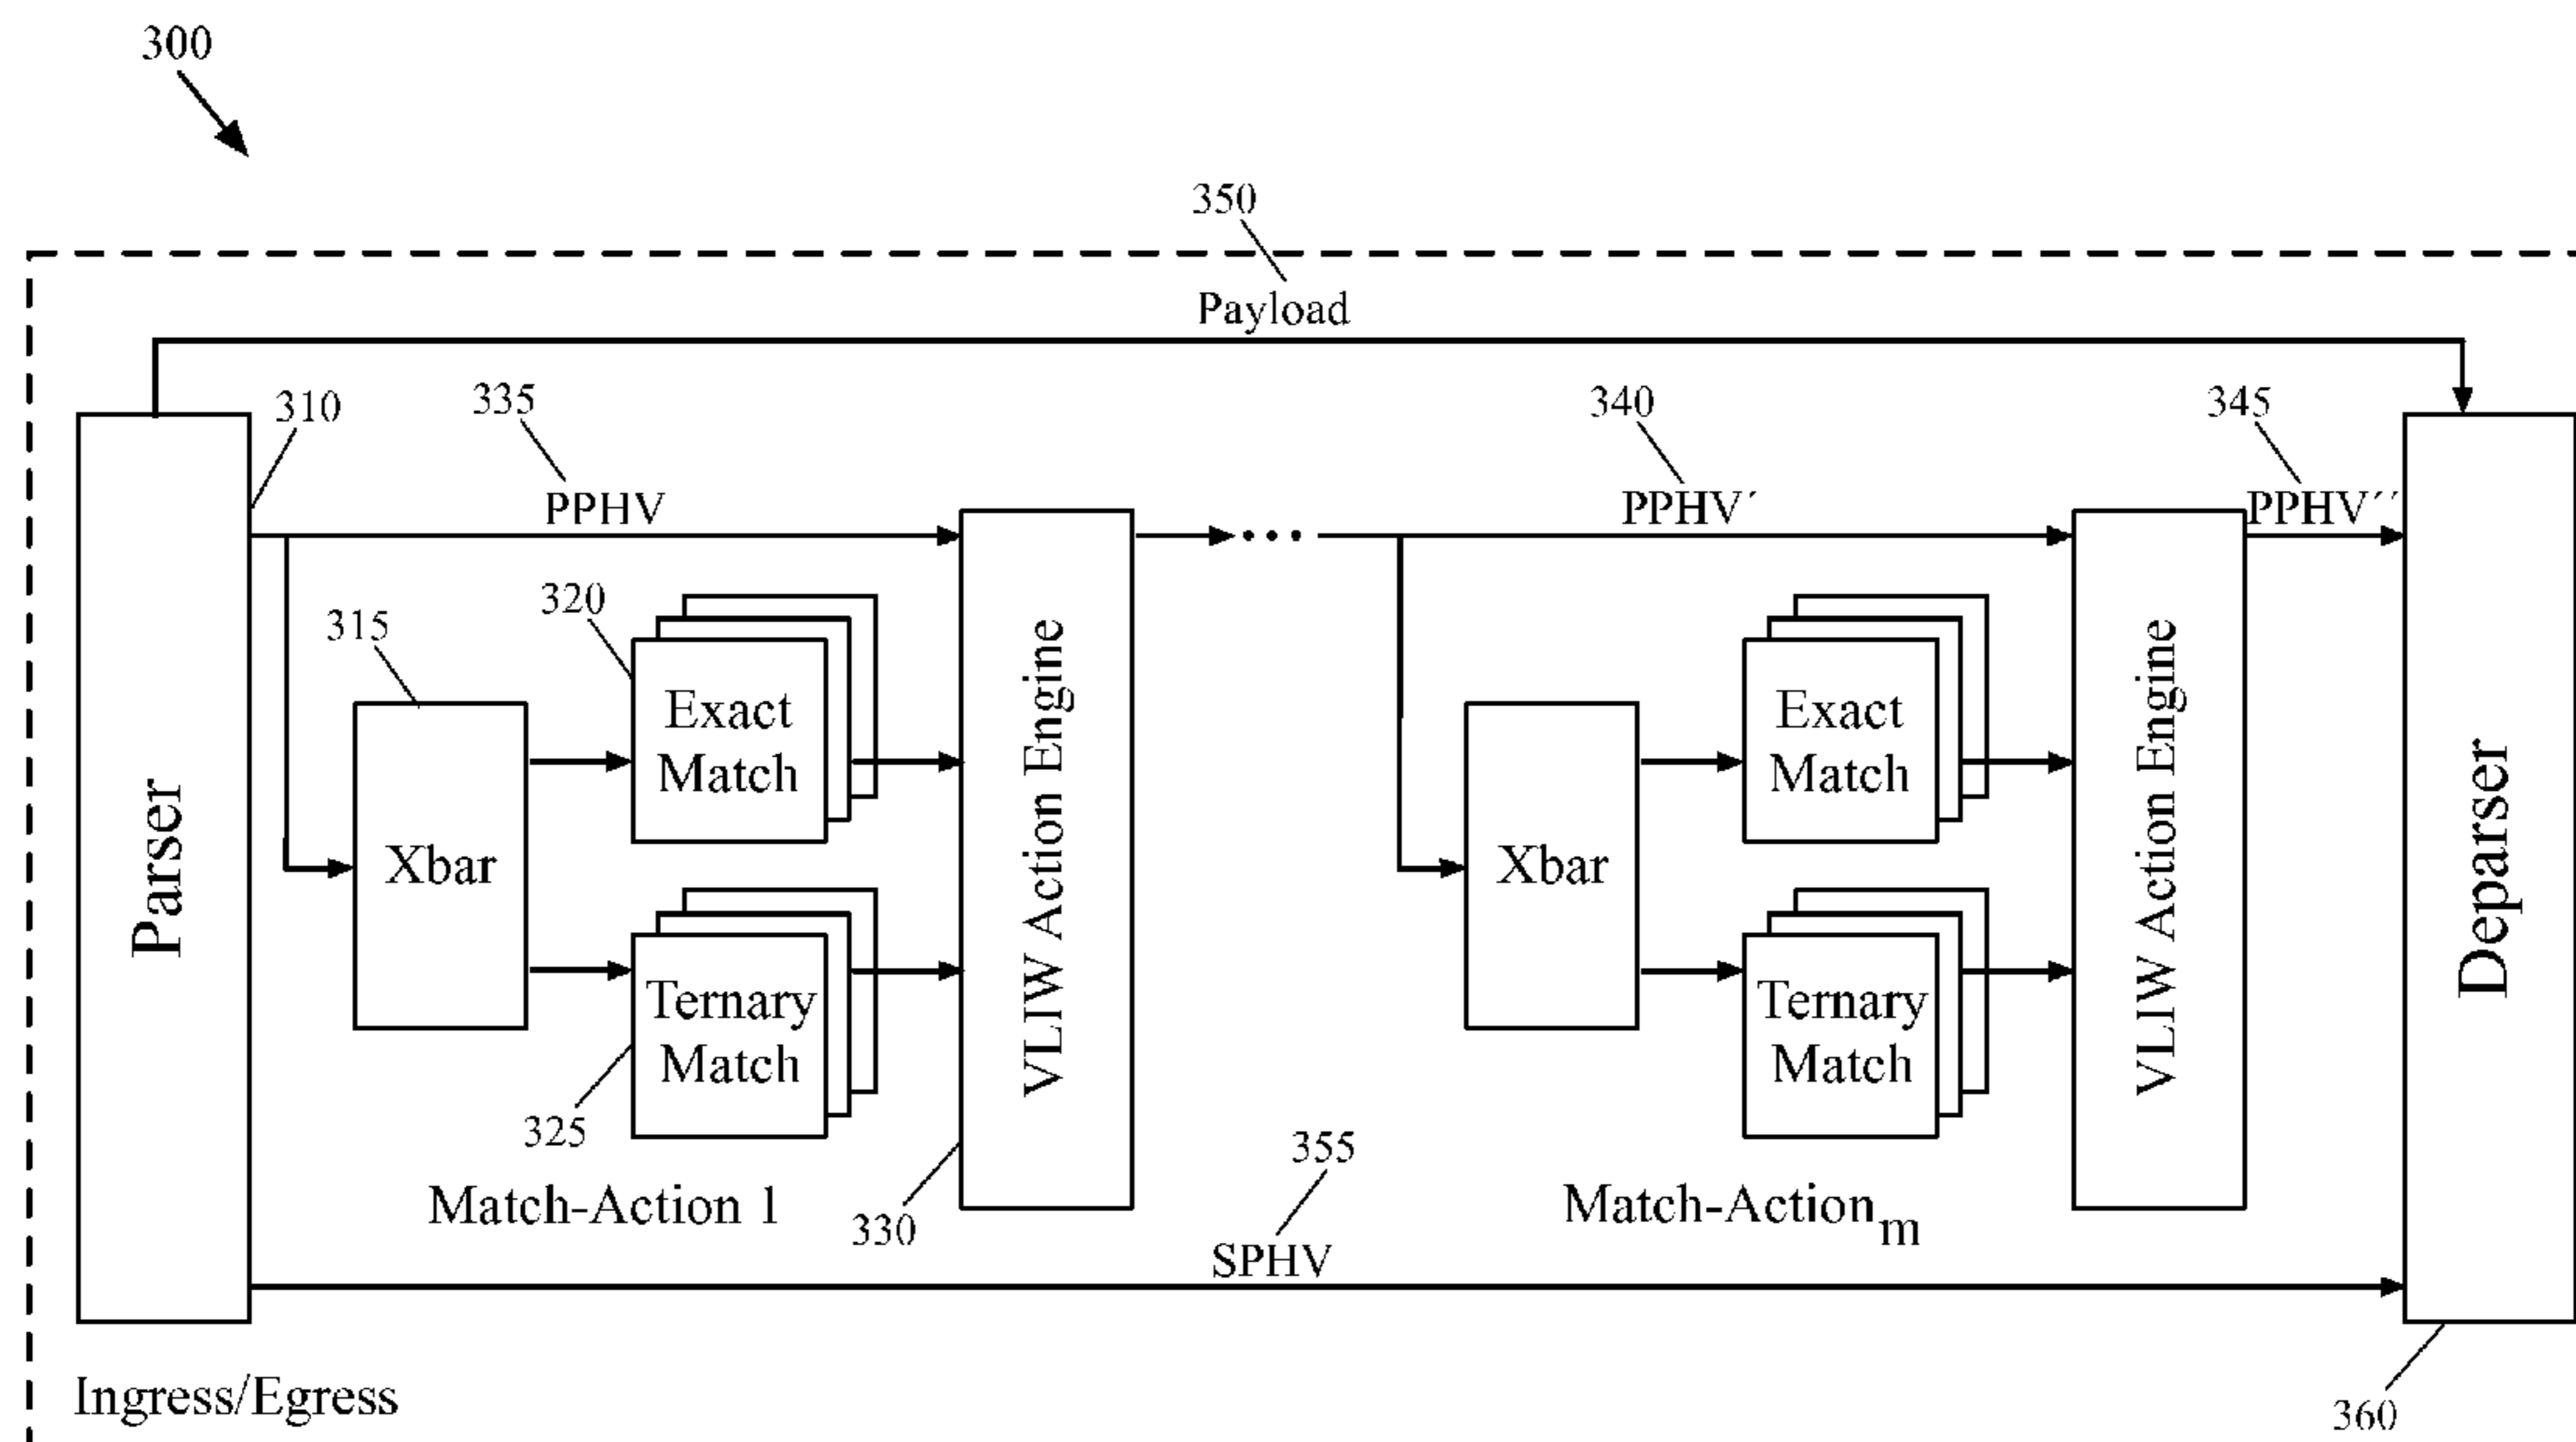 300
350
Payload
310
335
340
345
PPHV
PPHV´
PPHV´´
315
320
Parser
Xbar
Exact
Match
Ternary
Match
325
VLIW Action Engine
330
Match-Action 1
Xbar
Exact
Match
Ternary
Match
VLIW Action Engine
Match-Actionm
Deparser
355
SPHV
Ingress/Egress
360